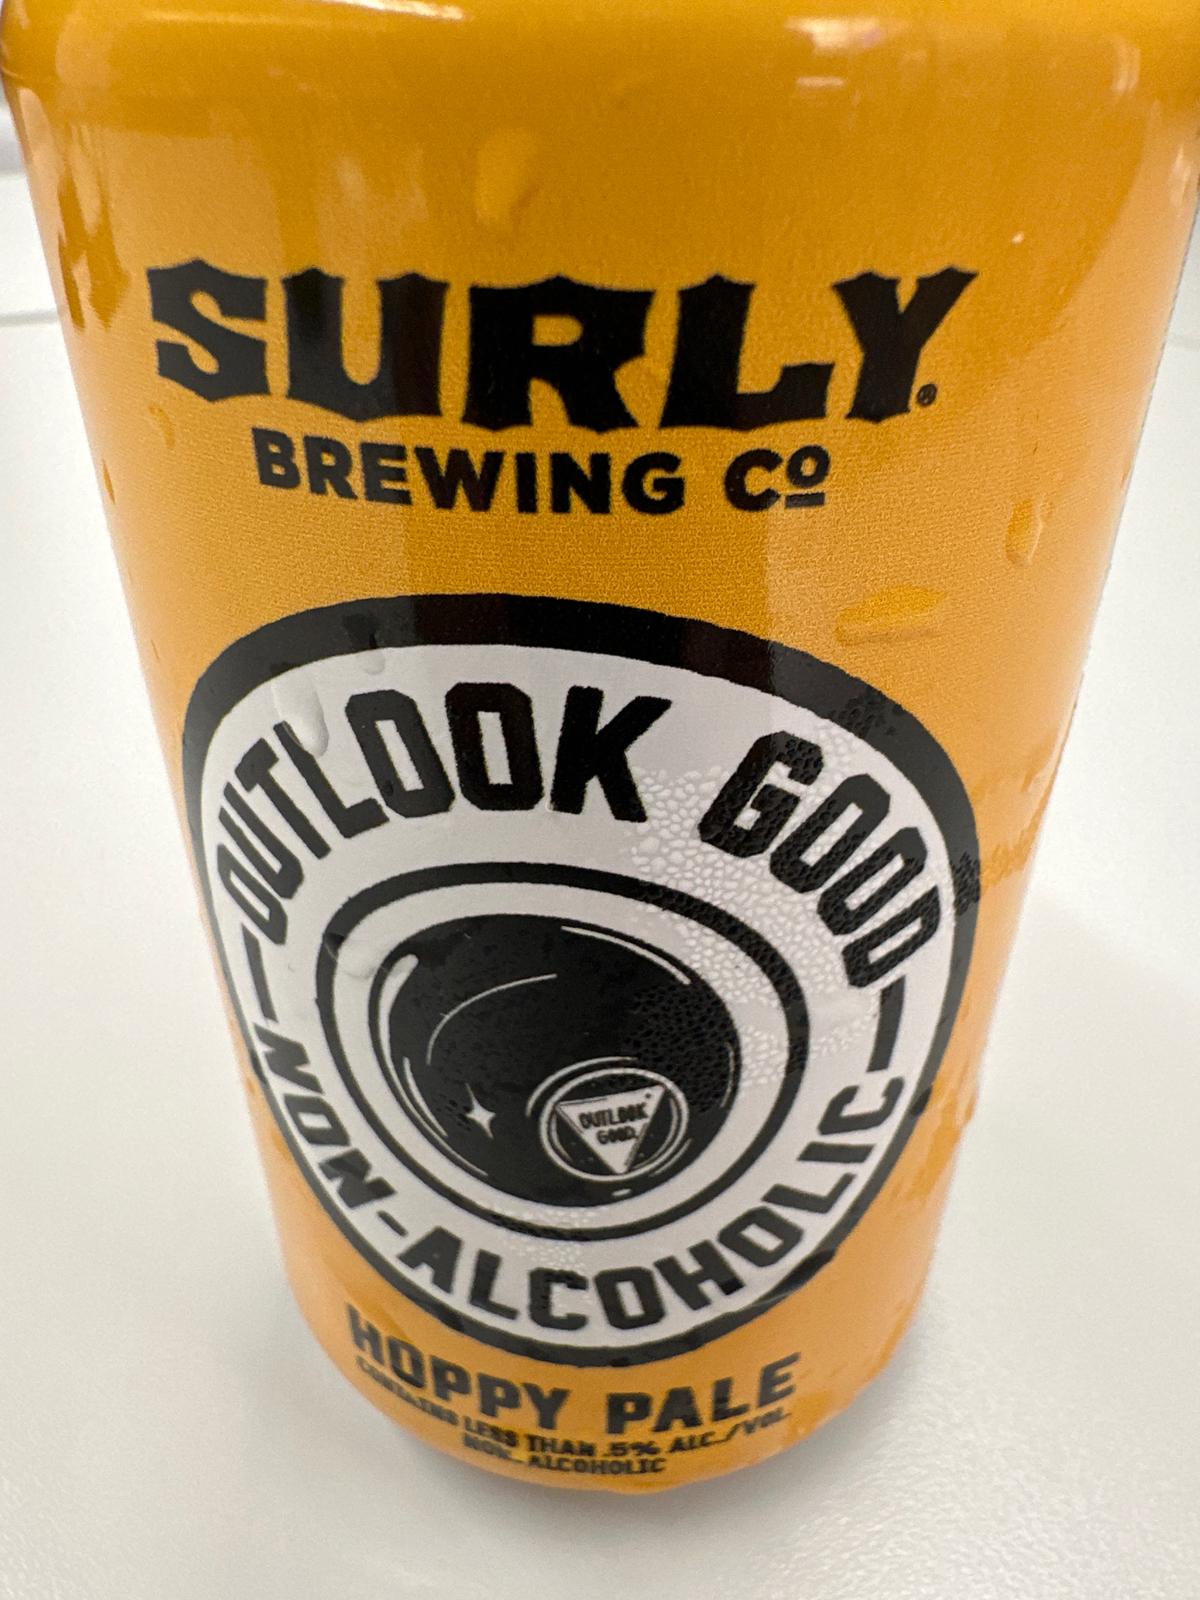 SURLY®
BREWING Cº
OUTLOOK GOOD
NON-ALCOHOLIC
OUTLOOK
GOOD
HOPPY PALE
CONTAINS LESS THAN .5% ALC./VOL
NON-ALCOHOLIC